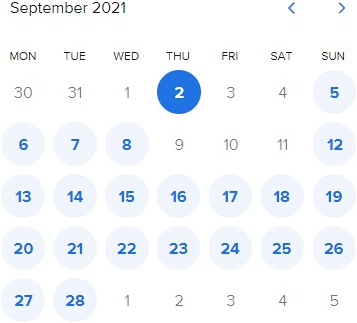 September 2021
MON TUE WED THU FRI SAT SUN
30 31 1 2 3 4 5
6 7 8 9 10 11 12
13 14 15 16 17 18 19
20 21 22 23 24 25 26
27 28 1 2 3 4 5